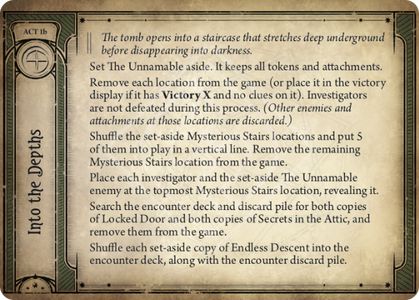 ACT 1b
Into the Depths
The tomb opens into a staircase that stretches deep underground
before disappearing into darkness.
Set The Unnamable aside. It keeps all tokens and attachments.
Remove each location from the game (or place it in the victory
display if it has Victory X and no clues on it). Investigators
are not defeated during this process. (Other enemies and
attachments at those locations are discarded.)
Shuffle the set-aside Mysterious Stairs locations and put 5
of them into play in a vertical line. Remove the remaining
Mysterious Stairs location from the game.
Place each investigator and the set-aside The Unnamable
enemy at the topmost Mysterious Stairs location, revealing it.
Search the encounter deck and discard pile for both copies
of Locked Door and both copies of Secrets in the Attic, and
remove them from the game.
Shuffle each set-aside copy of Endless Descent into the
encounter deck, along with the encounter discard pile.